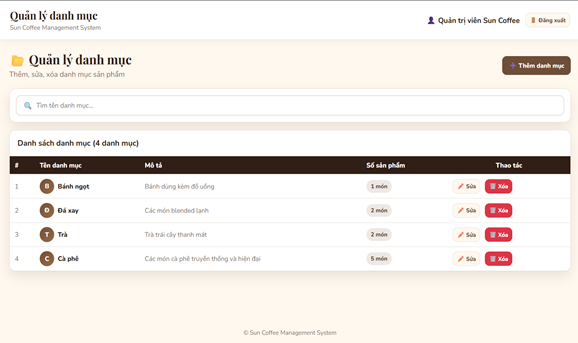 Quản lý danh mục
Sun Coffee Management System
Quản trị viên Sun Coffee
Đăng xuất
Quản lý danh mục
Thêm, sửa, xóa danh mục sản phẩm
+ Thêm danh mục
Tìm tên danh mục...
Danh sách danh mục (4 danh mục)
# Tên danh mục Mô tả Số sản phẩm Thao tác
1 B Bánh ngọt Bánh dùng kèm đồ uống 1 món Sửa Xóa
2 Đ Đá xay Các món blended lạnh 2 món Sửa Xóa
3 T Trà Trà trái cây thanh mát 2 món Sửa Xóa
4 C Cà phê Các món cà phê truyền thống và hiện đại 5 món Sửa Xóa
© Sun Coffee Management System